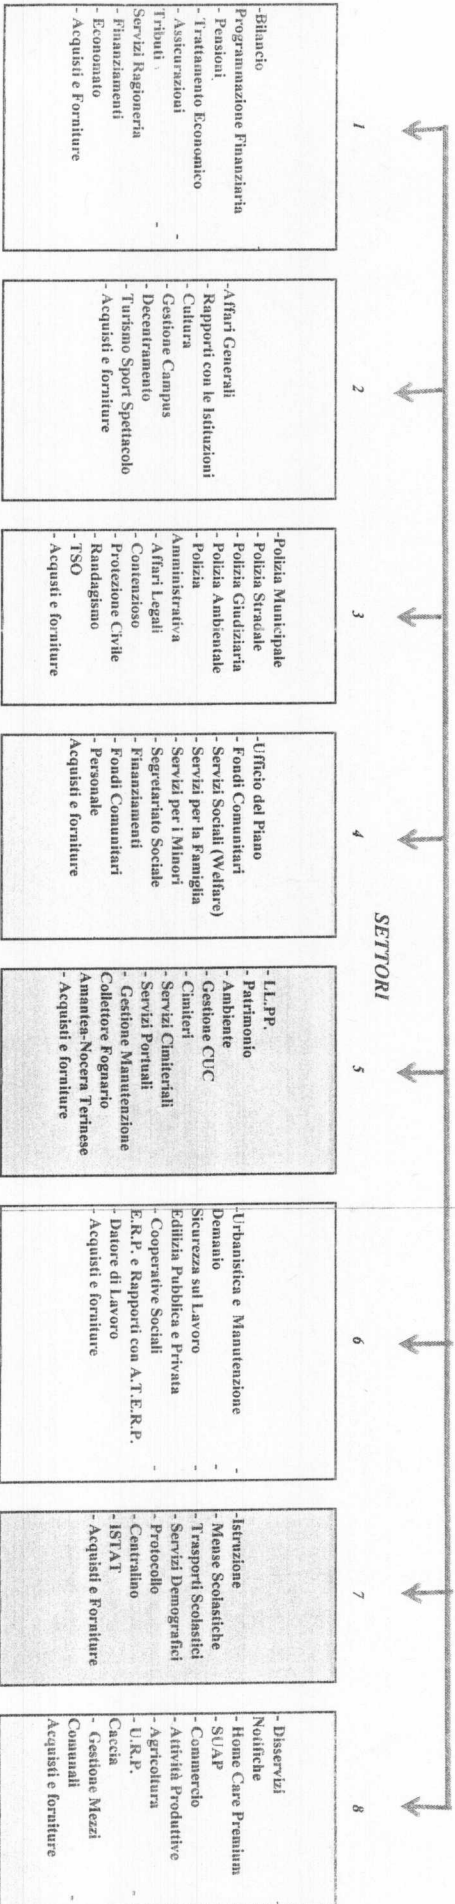 SETTORI
1
-Bilancio
Programmazione Finanziaria
- Pensioni
- Trattamento Economico
- Assicurazioni -
Tributi -
Servizi Ragioneria
- Finanziamenti
- Economato
- Acquisti e Forniture
2
-Affari Generali
- Rapporti con le Istituzioni
- Cultura
- Gestione Campus
- Decentramento
- Turismo Sport Spettacolo
- Acquisti e forniture
3
-Polizia Municipale
- Polizia Stradale
- Polizia Giudiziaria
- Polizia Ambientale
- Polizia
Amministrativa
- Affari Legali
- Contenzioso
- Protezione Civile
- Randagismo
- TSO
- Acqusti e forniture
4
-Ufficio del Piano
- Fondi Comunitari
- Servizi Sociali (Welfare)
- Servizi per la Famiglia
- Servizi per i Minori
- Segretariato Sociale
- Finanziamenti
- Fondi Comunitari
- Personale
Acquisti e forniture
5
- LL.PP.
- Patrimonio
- Ambiente
- Gestione CUC
- Cimiteri
- Servizi Cimiteriali
- Servizi Portuali
- Gestione Manutenzione
Collettore Fognario
Amantea-Nocera Terinese
- Acquisti e forniture
6
-Urbanistica e Manutenzione -
Demanio -
Sicurezza sul Lavoro -
Edilizia Pubblica e Privata
- Cooperative Sociali -
E.R.P. e Rapporti con A.T.E.R.P.
- Datore di Lavoro
- Acquisti e forniture
7
-Istruzione
- Mense Scolastiche
- Trasporti Scolastici
- Servizi Demografici
- Protocollo
- Centralino
- ISTAT
- Acquisti e Forniture
8
- Disservizi -
Notifiche
- Home Care Premium
- SUAP
- Commercio
- Attività Produttive
- Agricoltura
- U.R.P. -
Caccia
- Gestione Mezzi
Comunali -
Acquisti e forniture